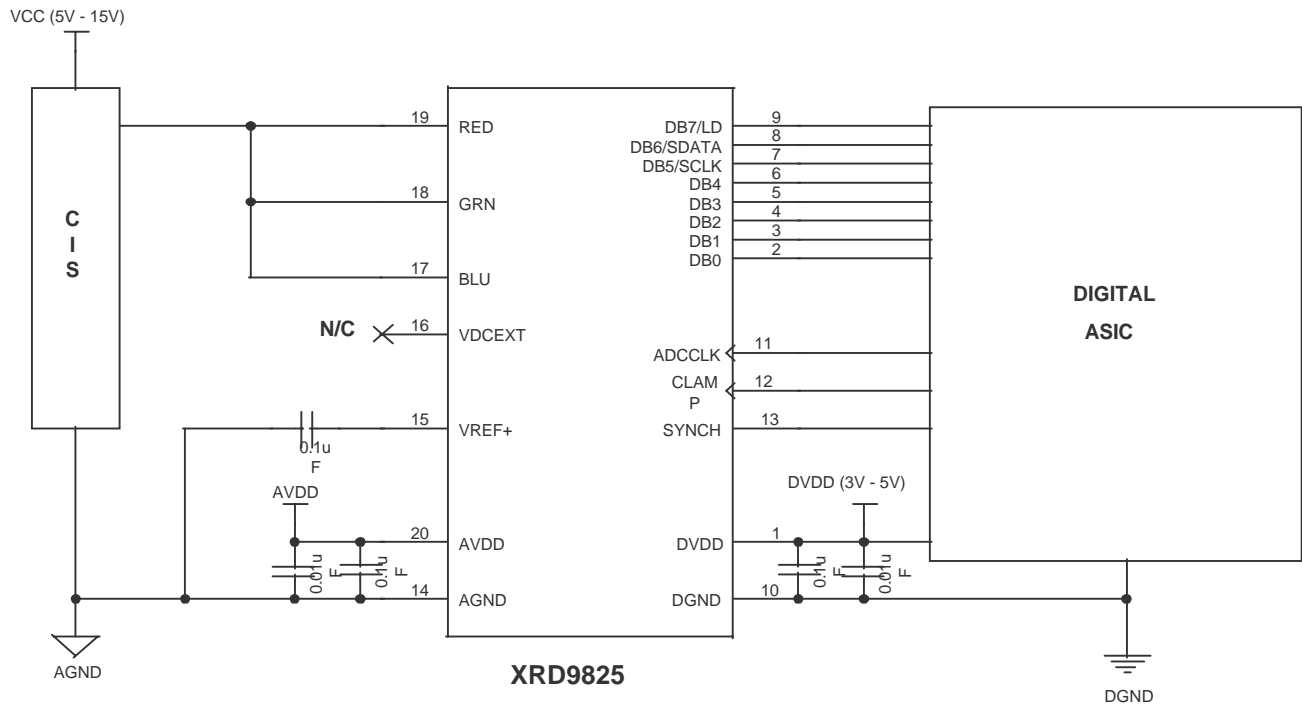 VCC (5V - 15V)
C
I
S
19
RED
18
GRN
17
BLU
N/C
16
VDCEXT
15
VREF+
0.1u
F
AVDD
20
AVDD
0.01u
F
0.1u
F
14
AGND
AGND
DB7/LD
9
DB6/SDATA
8
DB5/SCLK
7
DB4
6
DB3
5
DB2
4
DB1
3
DB0
2
ADCCLK
11
CLAM
P
12
SYNCH
13
DVDD (3V - 5V)
DVDD
1
0.1u
F
0.01u
F
DGND
10
DIGITAL
ASIC
DGND
XRD9825